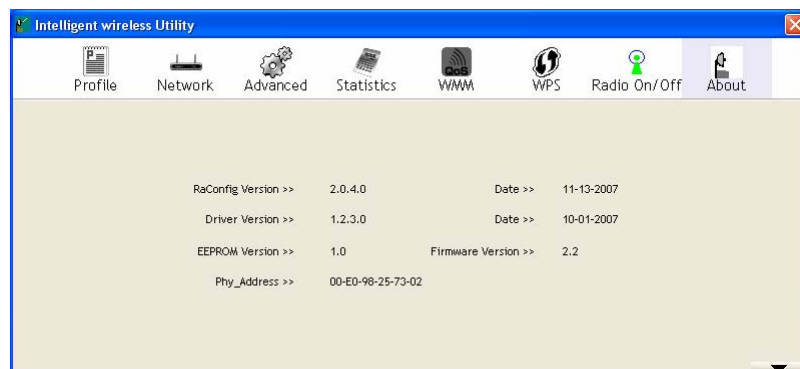 Intelligent wireless Utility
Profile Network Advanced Statistics QoS WMM WPS Radio On/Off About
RaConfig Version >> 2.0.4.0 Date >> 11-13-2007
Driver Version >> 1.2.3.0 Date >> 10-01-2007
EEPROM Version >> 1.0 Firmware Version >> 2.2
Phy_Address >> 00-E0-98-25-73-02